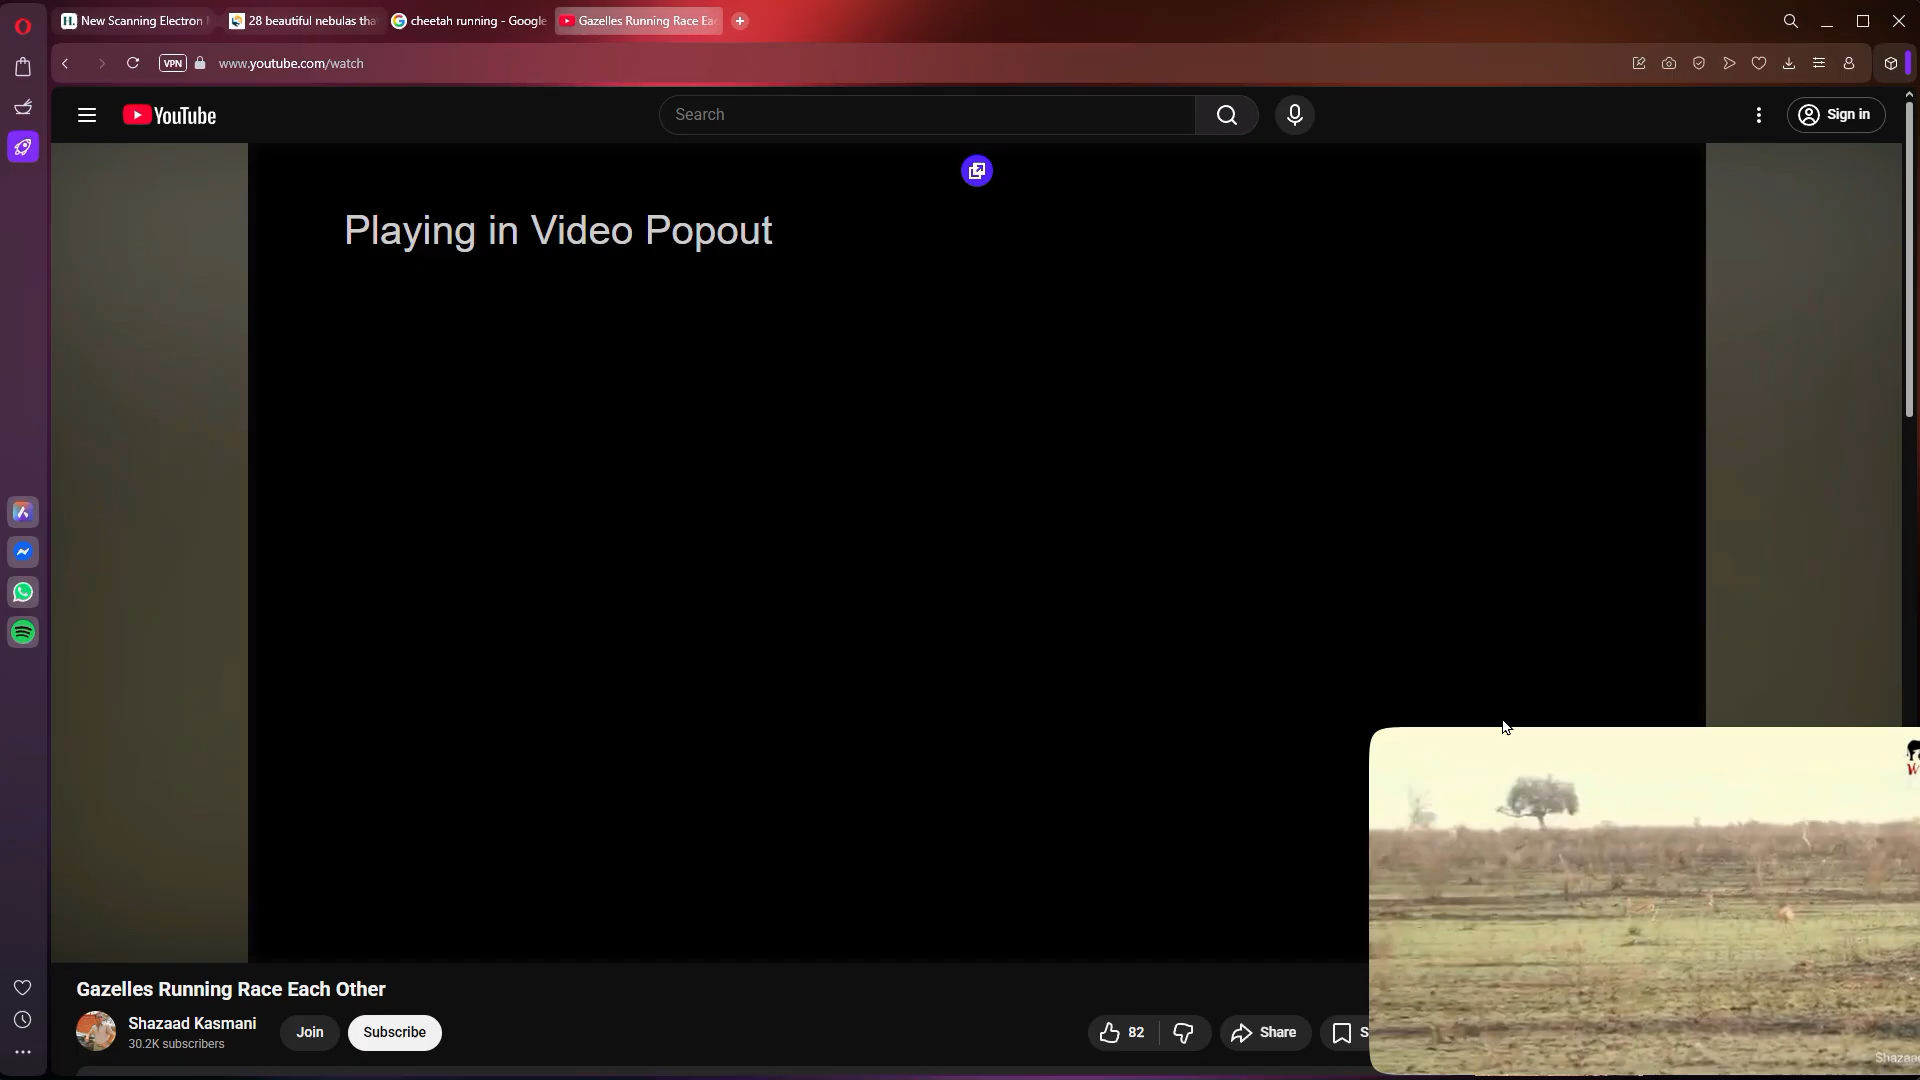 New Scanning Electron
28 beautiful nebulas tha
cheetah running - Google
Gazelles Running Race Ea
VPN
www.youtube.com/watch
YouTube
Search
Sign in
Playing in Video Popout
Gazelles Running Race Each Other
Shazaad Kasmani
30.2K subscribers
Join
Subscribe
82
Share
S
Shazaad